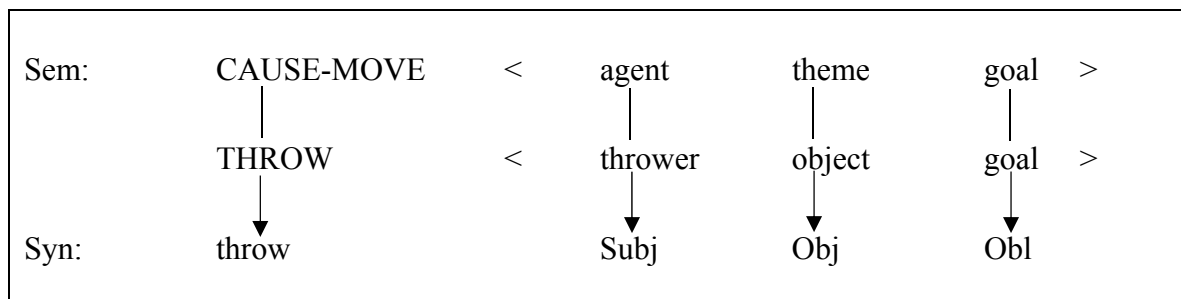 Sem: CAUSE-MOVE < agent theme goal >
THROW < thrower object goal >
Syn: throw Subj Obj Obl